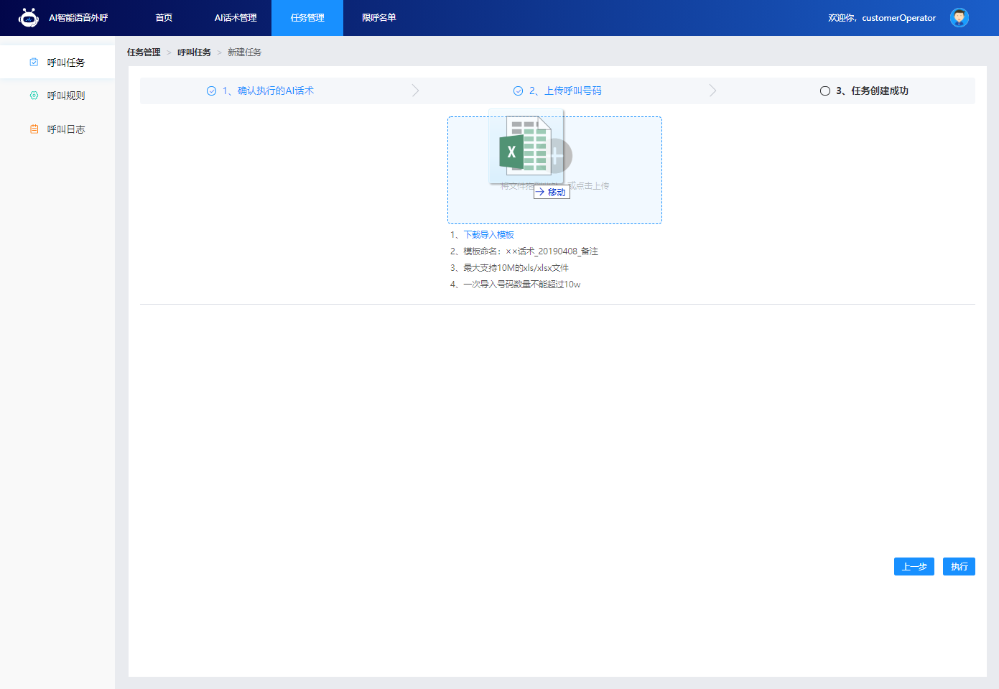 AI智能语音外呼
首页
AI话术管理
任务管理
限呼名单
欢迎你，customerOperator
呼叫任务
呼叫规则
呼叫日志
任务管理 > 呼叫任务 > 新建任务
1、确认执行的AI话术
2、上传呼叫号码
3、任务创建成功
X
将文件拖 或点击上传
移动
1、下载导入模板
2、模板命名：××话术_20190408_备注
3、最大支持10M的xls/xlsx文件
4、一次导入号码数量不能超过10w
上一步
执行